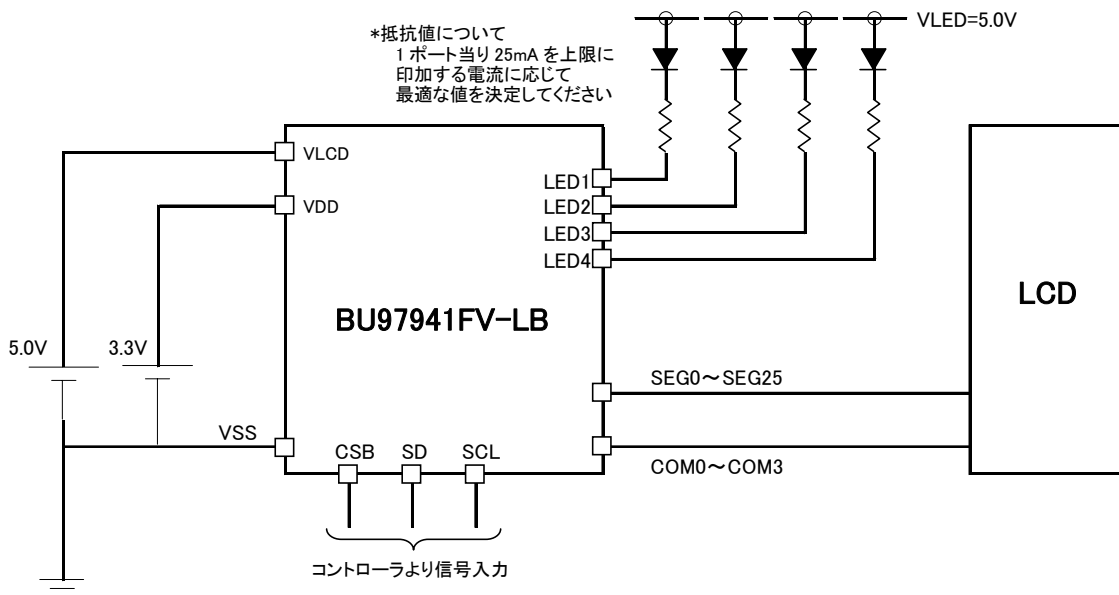 *抵抗値について
1 ポート当り 25mA を上限に
印加する電流に応じて
最適な値を決定してください
VLED=5.0V
VLCD
VDD
LED1
LED2
LED3
LED4
BU97941FV-LB
LCD
5.0V
3.3V
SEG0～SEG25
VSS
CSB
SD
SCL
COM0～COM3
コントローラより信号入力